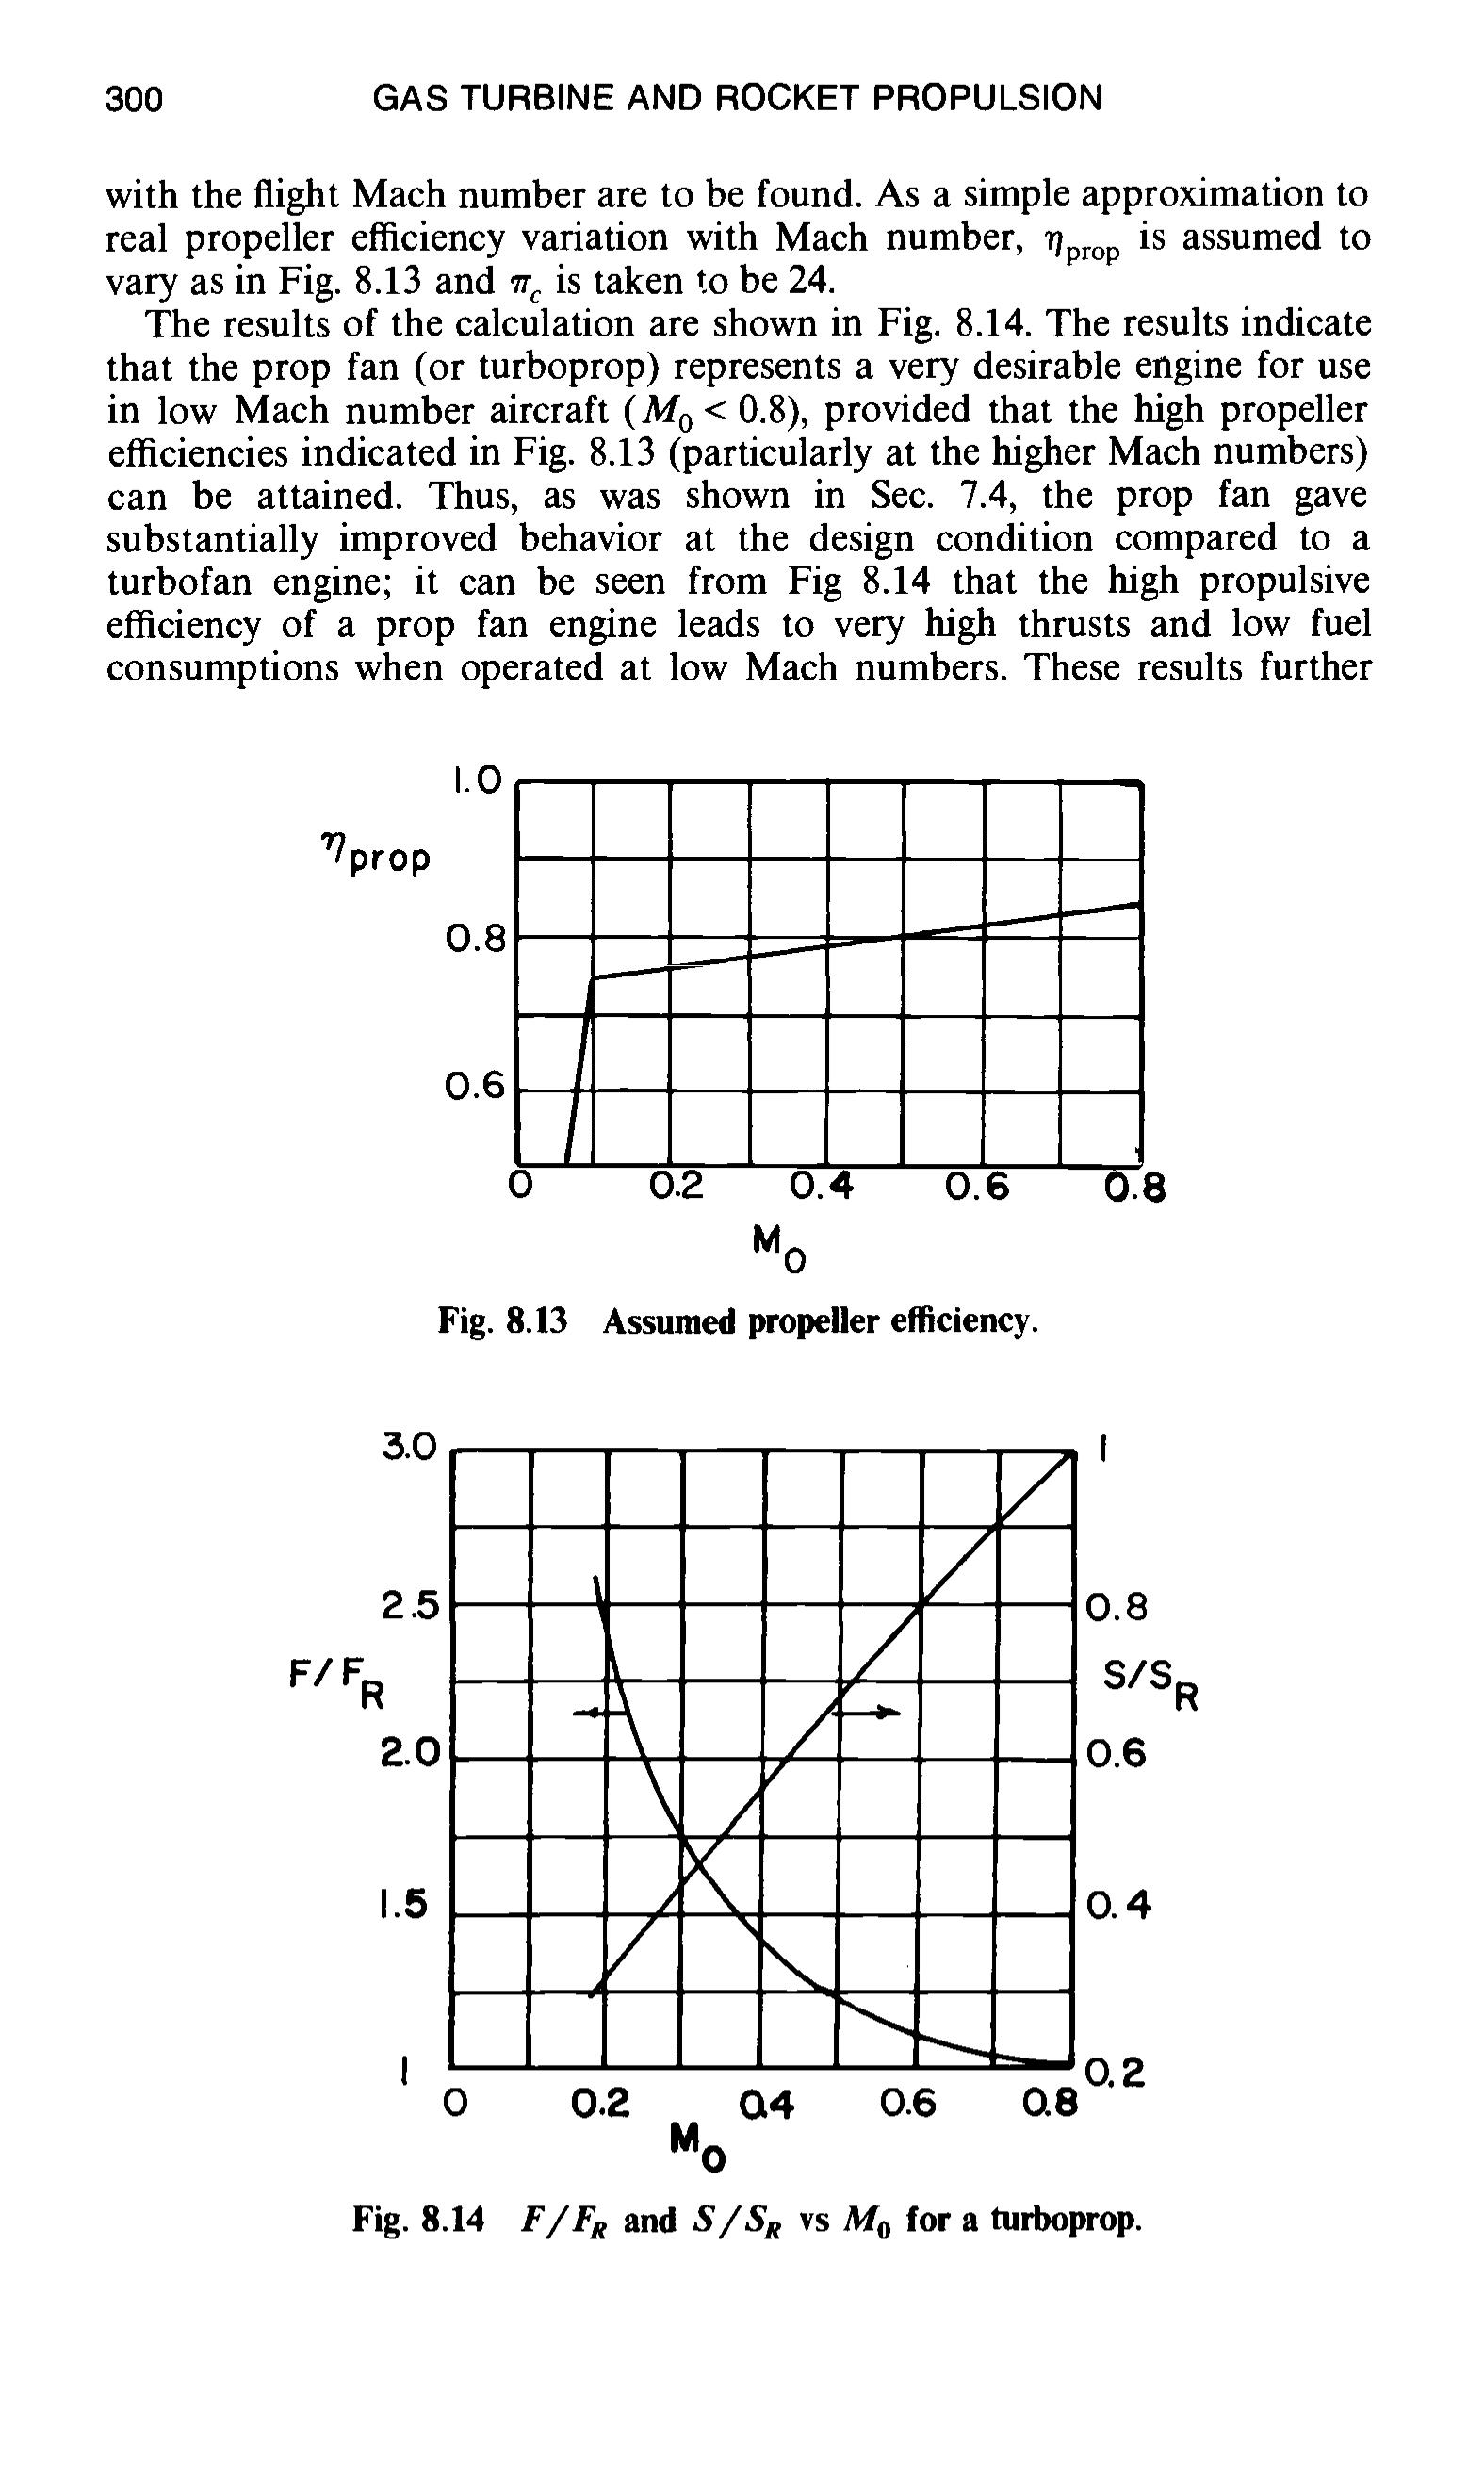 300 GAS TURBINE AND ROCKET PROPULSION
with the flight Mach number are to be found. As a simple approximation to
real propeller efficiency variation with Mach number, η_prop is assumed to
vary as in Fig. 8.13 and π_c is taken to be 24.
The results of the calculation are shown in Fig. 8.14. The results indicate
that the prop fan (or turboprop) represents a very desirable engine for use
in low Mach number aircraft (M₀ < 0.8), provided that the high propeller
efficiencies indicated in Fig. 8.13 (particularly at the higher Mach numbers)
can be attained. Thus, as was shown in Sec. 7.4, the prop fan gave
substantially improved behavior at the design condition compared to a
turbofan engine; it can be seen from Fig 8.14 that the high propulsive
efficiency of a prop fan engine leads to very high thrusts and low fuel
consumptions when operated at low Mach numbers. These results further
1.0
η_prop
0.8
0.6
0 0.2 0.4 0.6 0.8
M₀
Fig. 8.13 Assumed propeller efficiency.
3.0 1
2.5 0.8
F/F_R S/S_R
2.0 0.6
1.5 0.4
1 0.2
0 0.2 0.4 0.6 0.8
M₀
Fig. 8.14 F/F_R and S/S_R vs M₀ for a turboprop.